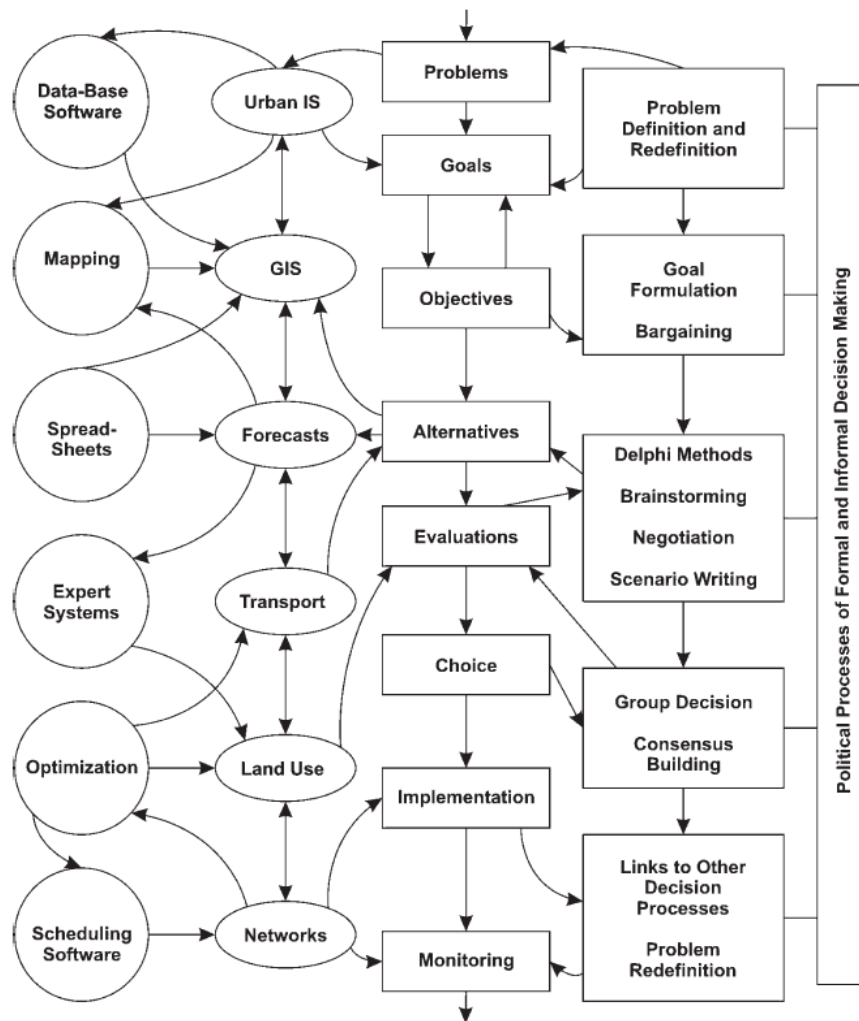 Data-Base
Software
Mapping
Spread-
Sheets
Expert
Systems
Optimization
Scheduling
Software
Urban IS
GIS
Forecasts
Transport
Land Use
Networks
Problems
Goals
Objectives
Alternatives
Evaluations
Choice
Implementation
Monitoring
Problem
Definition and
Redefinition
Goal
Formulation
Bargaining
Delphi Methods
Brainstorming
Negotiation
Scenario Writing
Group Decision
Consensus
Building
Links to Other
Decision
Processes
Problem
Redefinition
Political Processes of Formal and Informal Decision Making